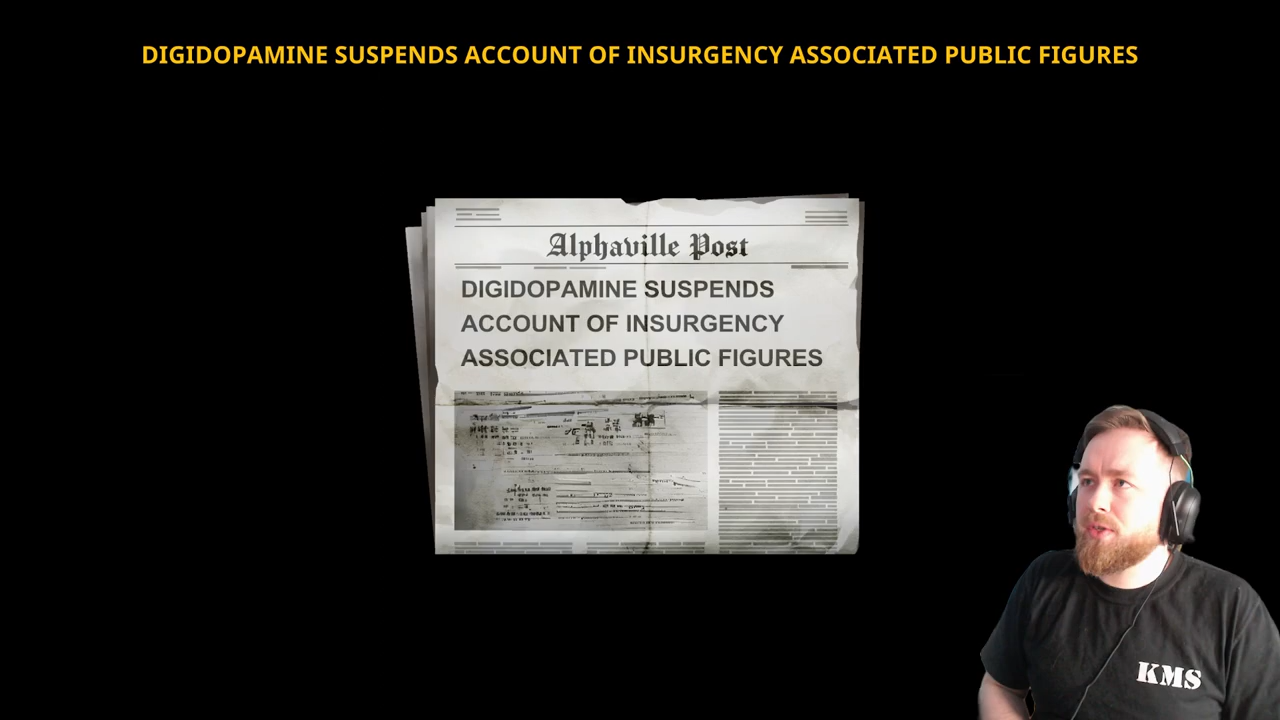 DIGIDOPAMINE SUSPENDS ACCOUNT OF INSURGENCY ASSOCIATED PUBLIC FIGURES
Alphaville Post
DIGIDOPAMINE SUSPENDS
ACCOUNT OF INSURGENCY
ASSOCIATED PUBLIC FIGURES
KMS